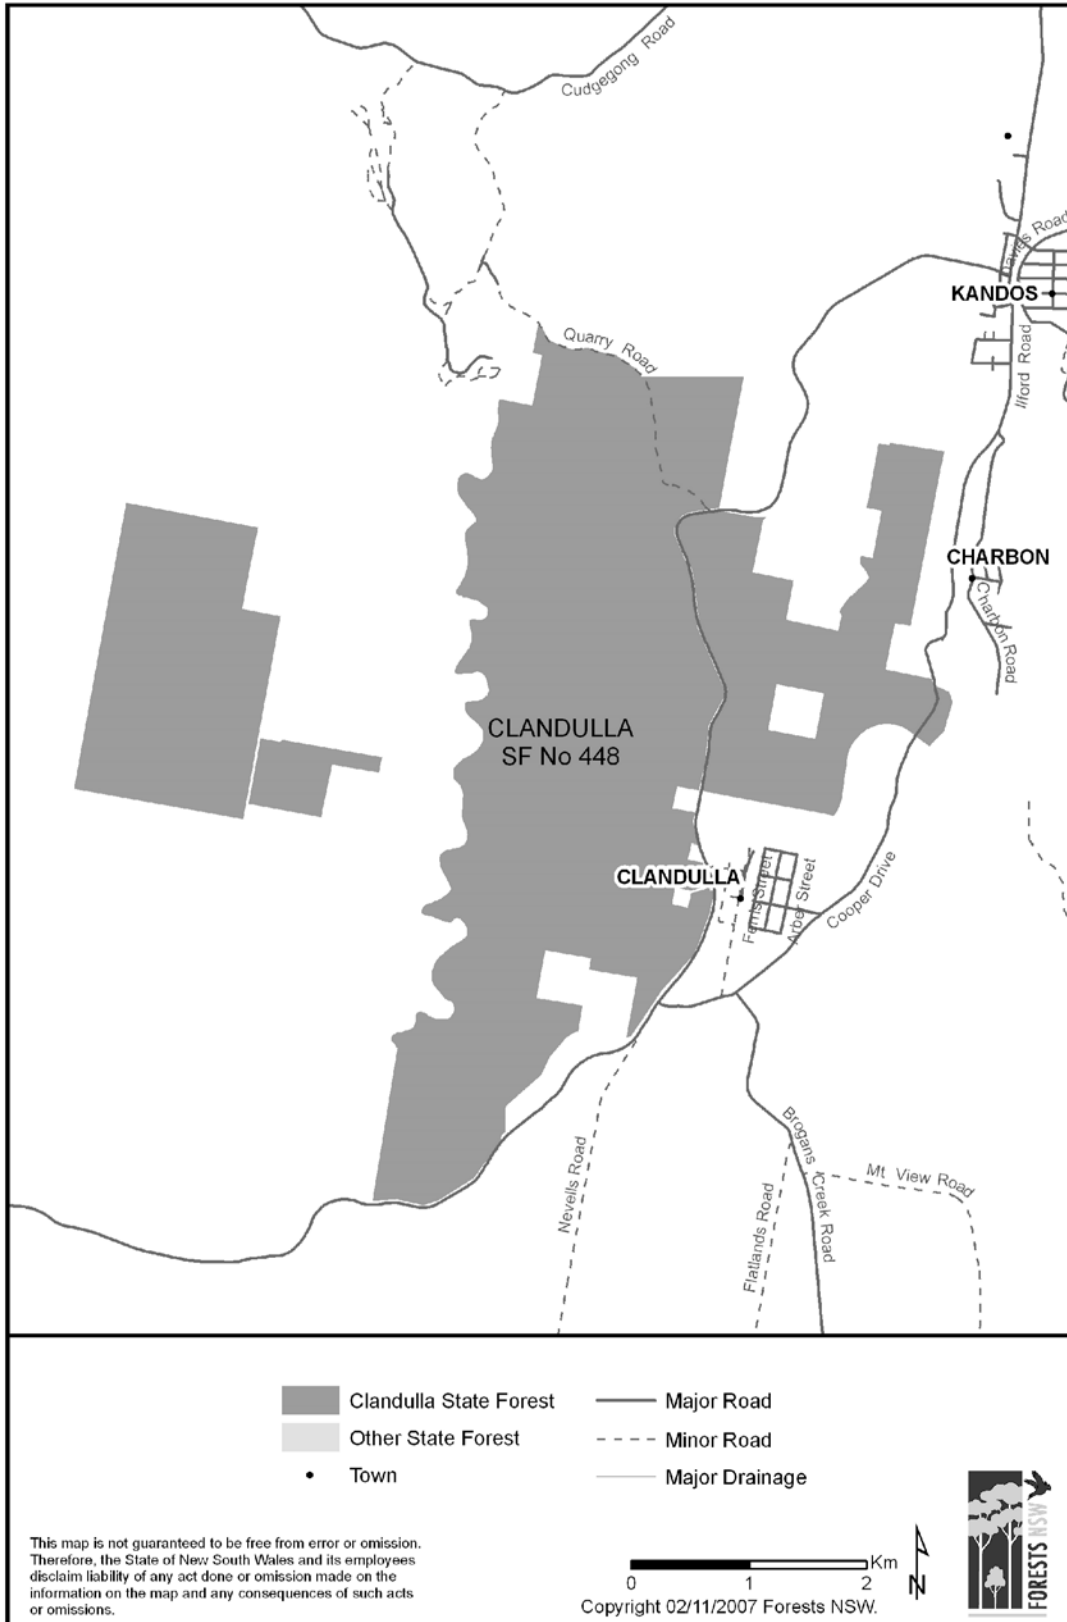 Cudgegong Road
Davies Road
KANDOS
Quarry Road
Ilford Road
CHARBON
Charbon Road
CLANDULLA
SF No 448
CLANDULLA
Ferris Street
Arber Street
Cooper Drive
Brogans Creek Road
Mt View Road
Nevells Road
Flatlands Road
Clandulla State Forest
Major Road
Other State Forest
Minor Road
Town
Major Drainage
This map is not guaranteed to be free from error or omission.
Therefore, the State of New South Wales and its employees
disclaim liability of any act done or omission made on the
information on the map and any consequences of such acts
or omissions.
Km
0 1 2
Copyright 02/11/2007 Forests NSW.
N
FORESTS NSW